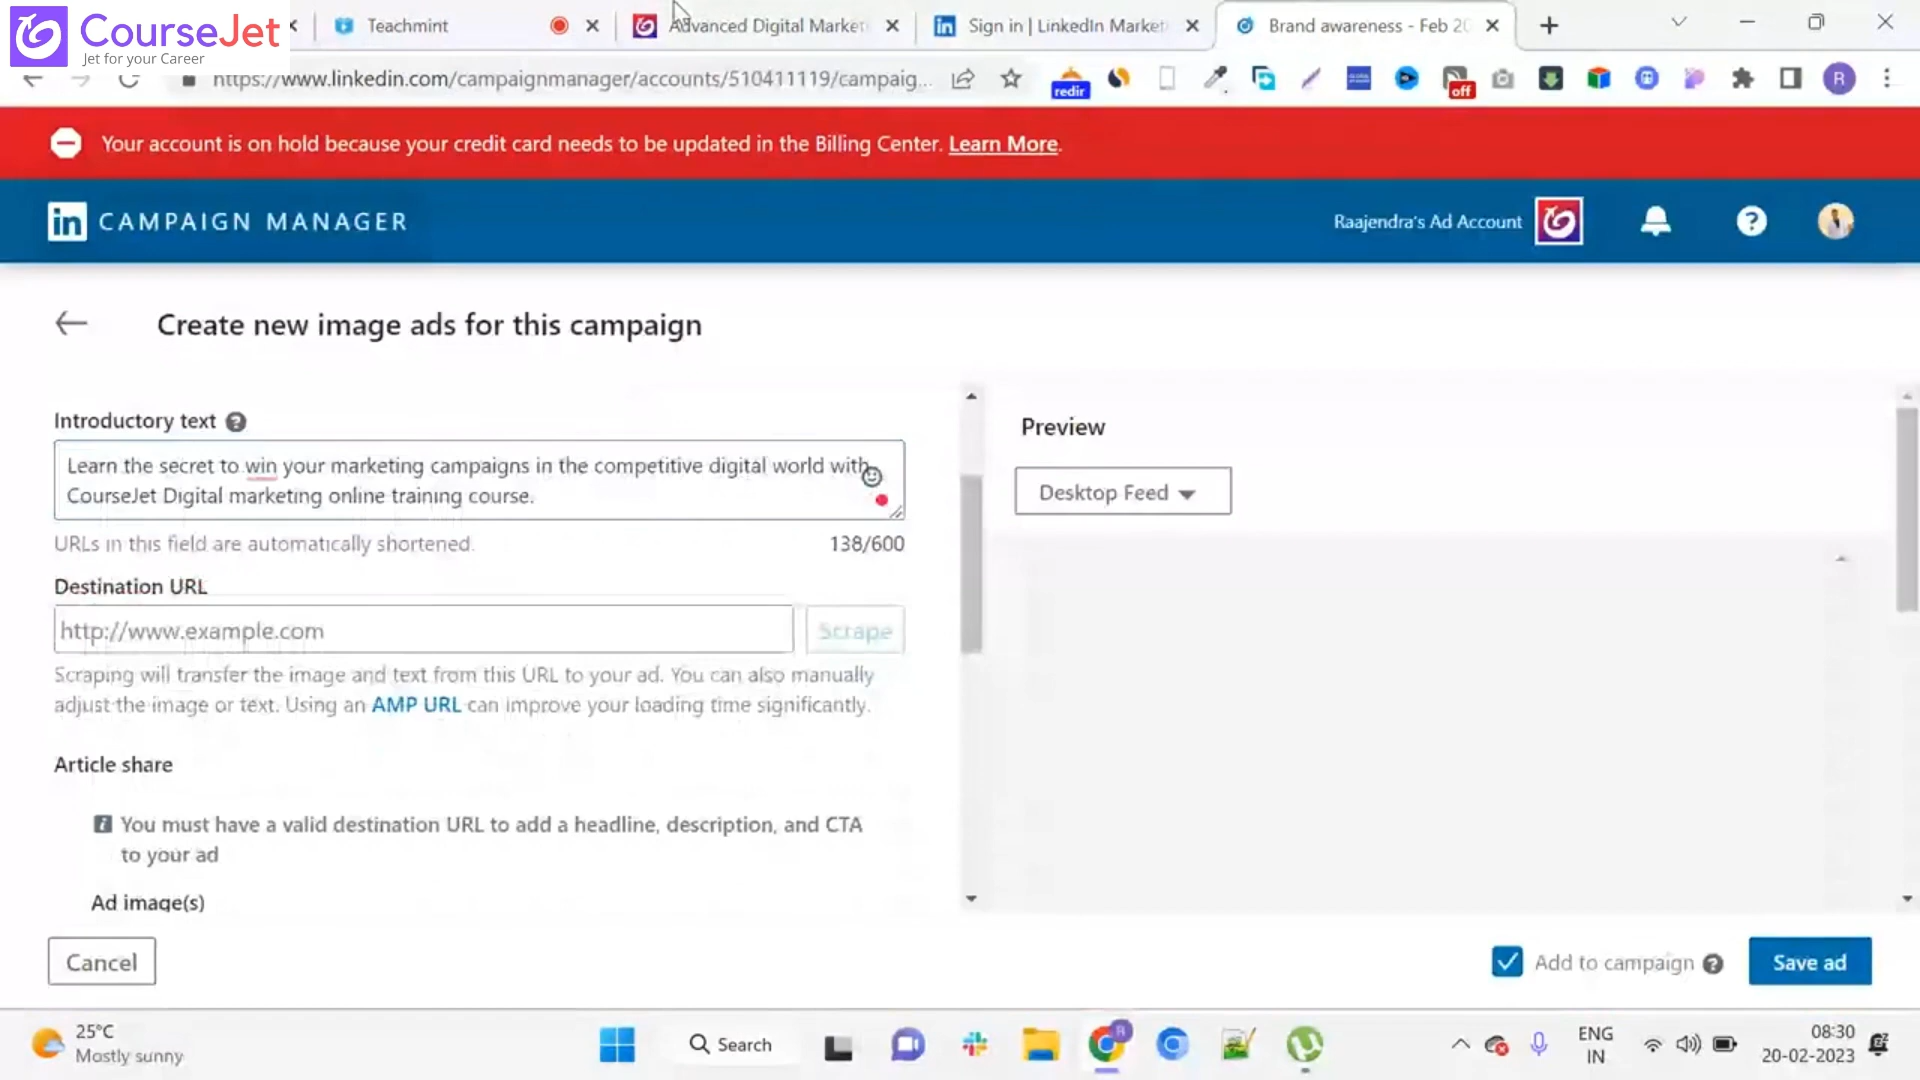 CourseJet
Jet for your Career
Teachmint
Advanced Digital Market
Sign in | LinkedIn Market
Brand awareness - Feb 20
https://www.linkedin.com/campaignmanager/accounts/510411119/campaig...
redir
off
R
Your account is on hold because your credit card needs to be updated in the Billing Center. Learn More.
in CAMPAIGN MANAGER
Raajendra's Ad Account
Create new image ads for this campaign
Introductory text
Learn the secret to win your marketing campaigns in the competitive digital world with
CourseJet Digital marketing online training course.
URLs in this field are automatically shortened.
138/600
Destination URL
http://www.example.com
Scrape
Scraping will transfer the image and text from this URL to your ad. You can also manually
adjust the image or text. Using an AMP URL can improve your loading time significantly.
Article share
You must have a valid destination URL to add a headline, description, and CTA
to your ad
Ad image(s)
Preview
Desktop Feed
Cancel
Add to campaign
Save ad
25°C
Mostly sunny
Search
R
ENG
IN
08:30
20-02-2023